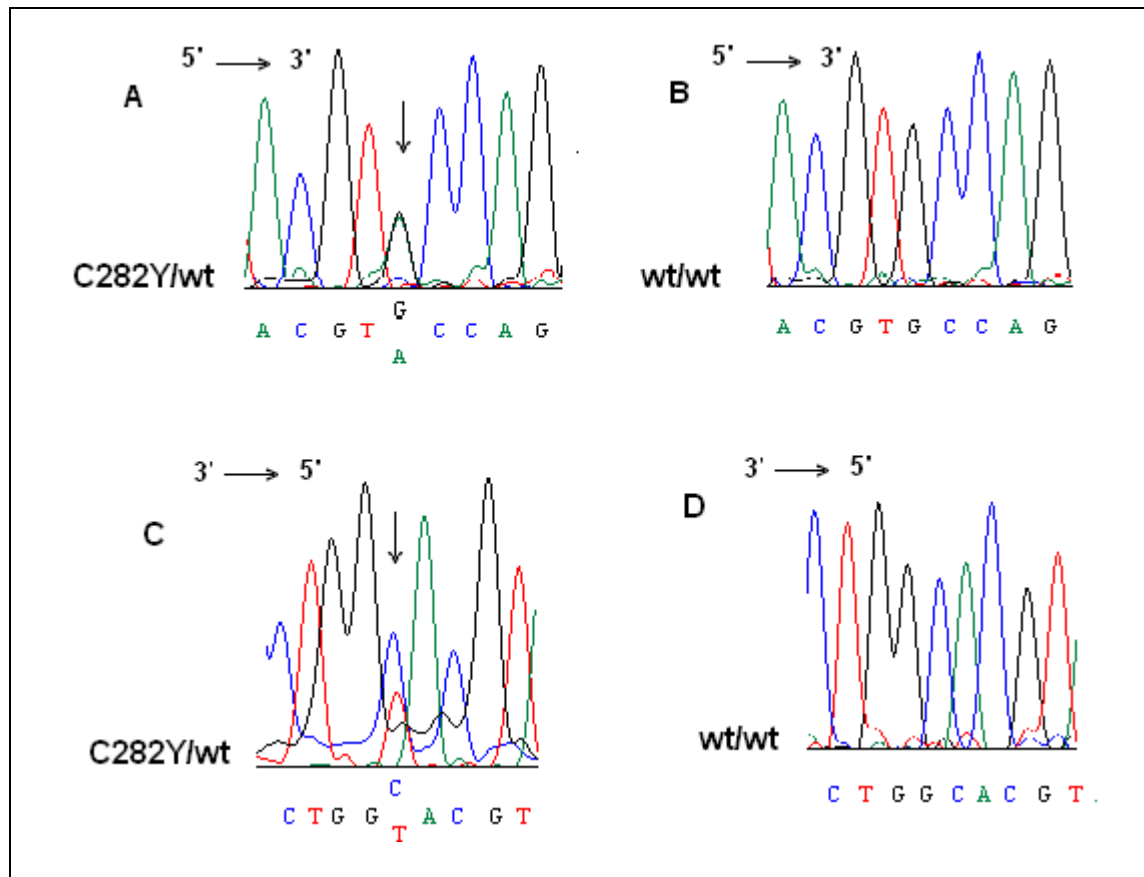 5' → 3'
A
C282Y/wt
G
A C G T C C A G
A
5' → 3'
B
wt/wt
A C G T G C C A G
3' → 5'
C
C282Y/wt
C
C T G G A C G T
T
3' → 5'
D
wt/wt
C T G G C A C G T .